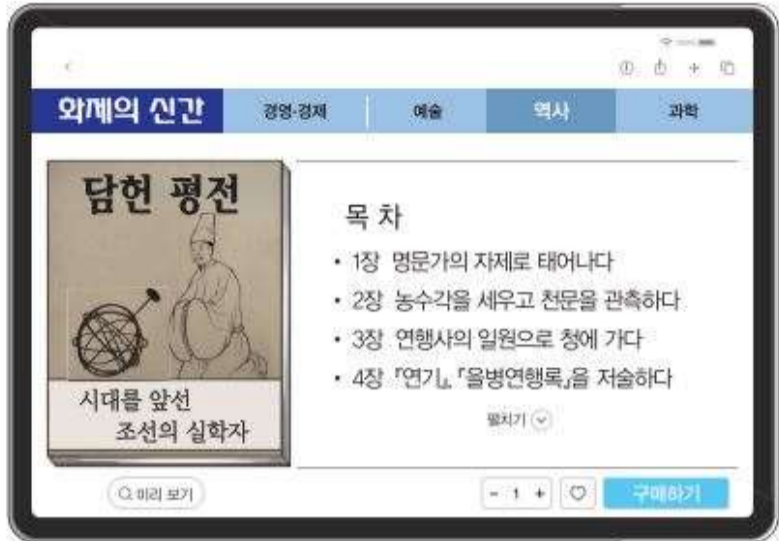 화제의 신간
경영·경제
예술
역사
과학
담헌 평전
시대를 앞선
조선의 실학자
목 차
• 1장 명문가의 자제로 태어나다
• 2장 농수각을 세우고 천문을 관측하다
• 3장 연행사의 일원으로 청에 가다
• 4장 『연기』, 『을병연행록』을 저술하다
펼치기
미리 보기
- 1 +
구매하기